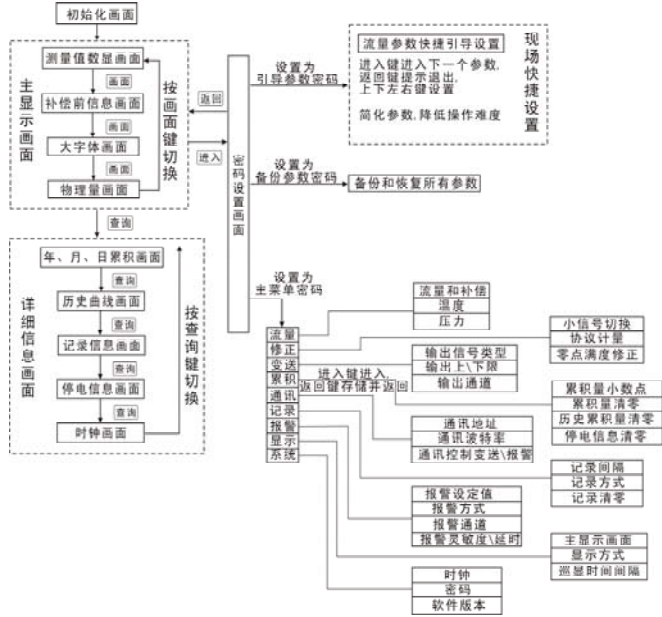 初始化画面
测量值数显画面
画面
补偿前信息画面
画面
大字体画面
画面
物理量画面
主显示画面
按画面键切换
查询
年、月、日累积画面
查询
历史曲线画面
查询
记录信息画面
查询
停电信息画面
查询
时钟画面
详细信息画面
按查询键切换
返回
进入
密码设置画面
设置为
引导参数密码
流量参数快捷引导设置
进入键进入下一个参数,
返回键提示退出,
上下左右键设置
简化参数,降低操作难度
现场快捷设置
设置为
备份参数密码
备份和恢复所有参数
设置为
主菜单密码
流量
修正
变送
累积
通讯
记录
报警
显示
系统
进入键进入,
返回键存储并返回
流量和补偿
温度
压力
小信号切换
协议计量
零点满度修正
输出信号类型
输出上\下限
输出通道
累积量小数点
累积量清零
历史累积量清零
停电信息清零
通讯地址
通讯波特率
通讯控制变送\报警
记录间隔
记录方式
记录清零
报警设定值
报警方式
报警通道
报警灵敏度\延时
主显示画面
显示方式
巡显时间间隔
时钟
密码
软件版本